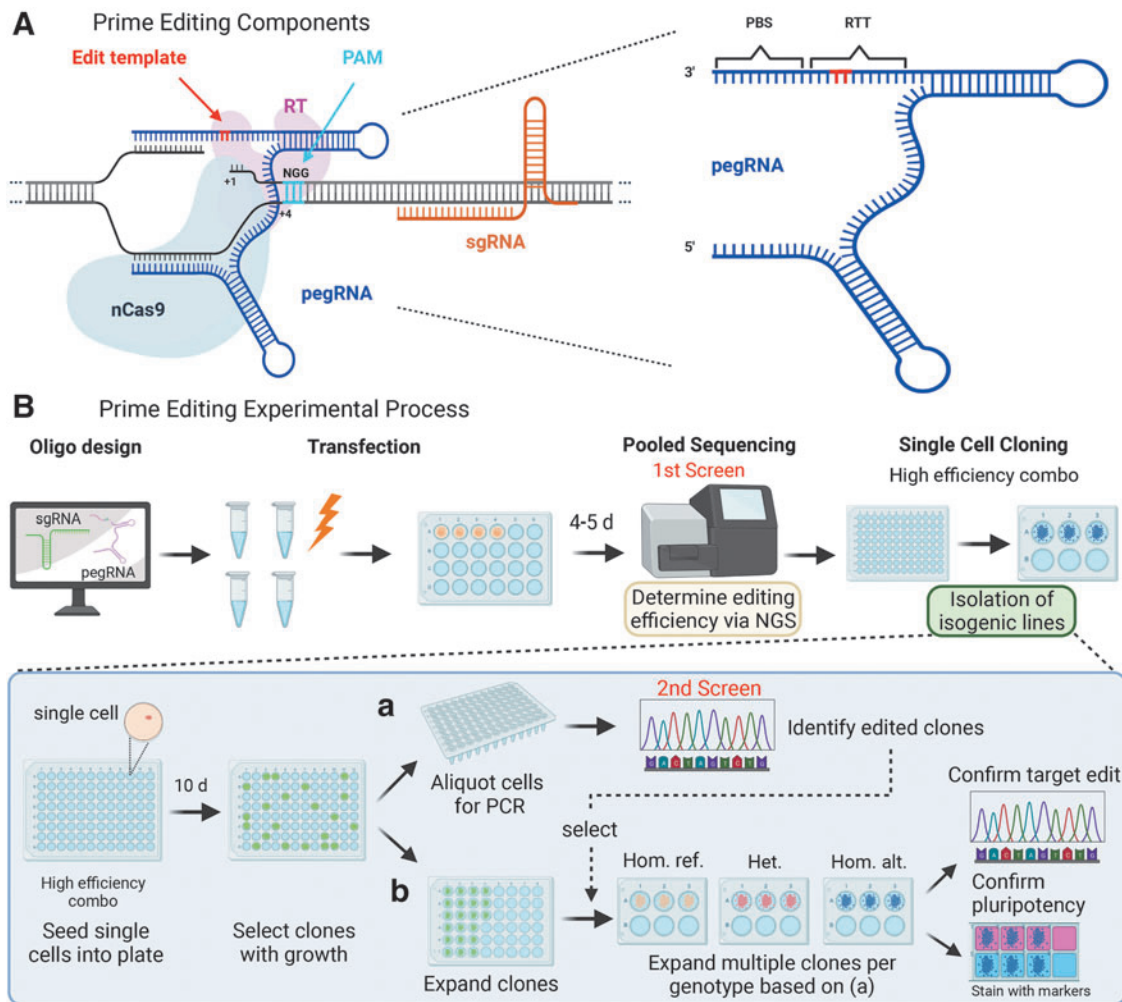 A
Prime Editing Components
Edit template
PAM
RT
NGG
+1
+4
sgRNA
pegRNA
nCas9
PBS
RTT
3'
pegRNA
5'
B
Prime Editing Experimental Process
Oligo design
Transfection
Pooled Sequencing
Single Cell Cloning
1st Screen
High efficiency combo
sgRNA
pegRNA
4-5 d
Determine editing
efficiency via NGS
Isolation of
isogenic lines
single cell
10 d
High efficiency
combo
Seed single
cells into plate
Select clones
with growth
a
Aliquot cells
for PCR
2nd Screen
Identify edited clones
select
b
Expand clones
Hom. ref.
Het.
Hom. alt.
Expand multiple clones per
genotype based on (a)
Confirm target edit
Confirm
pluripotency
Stain with markers